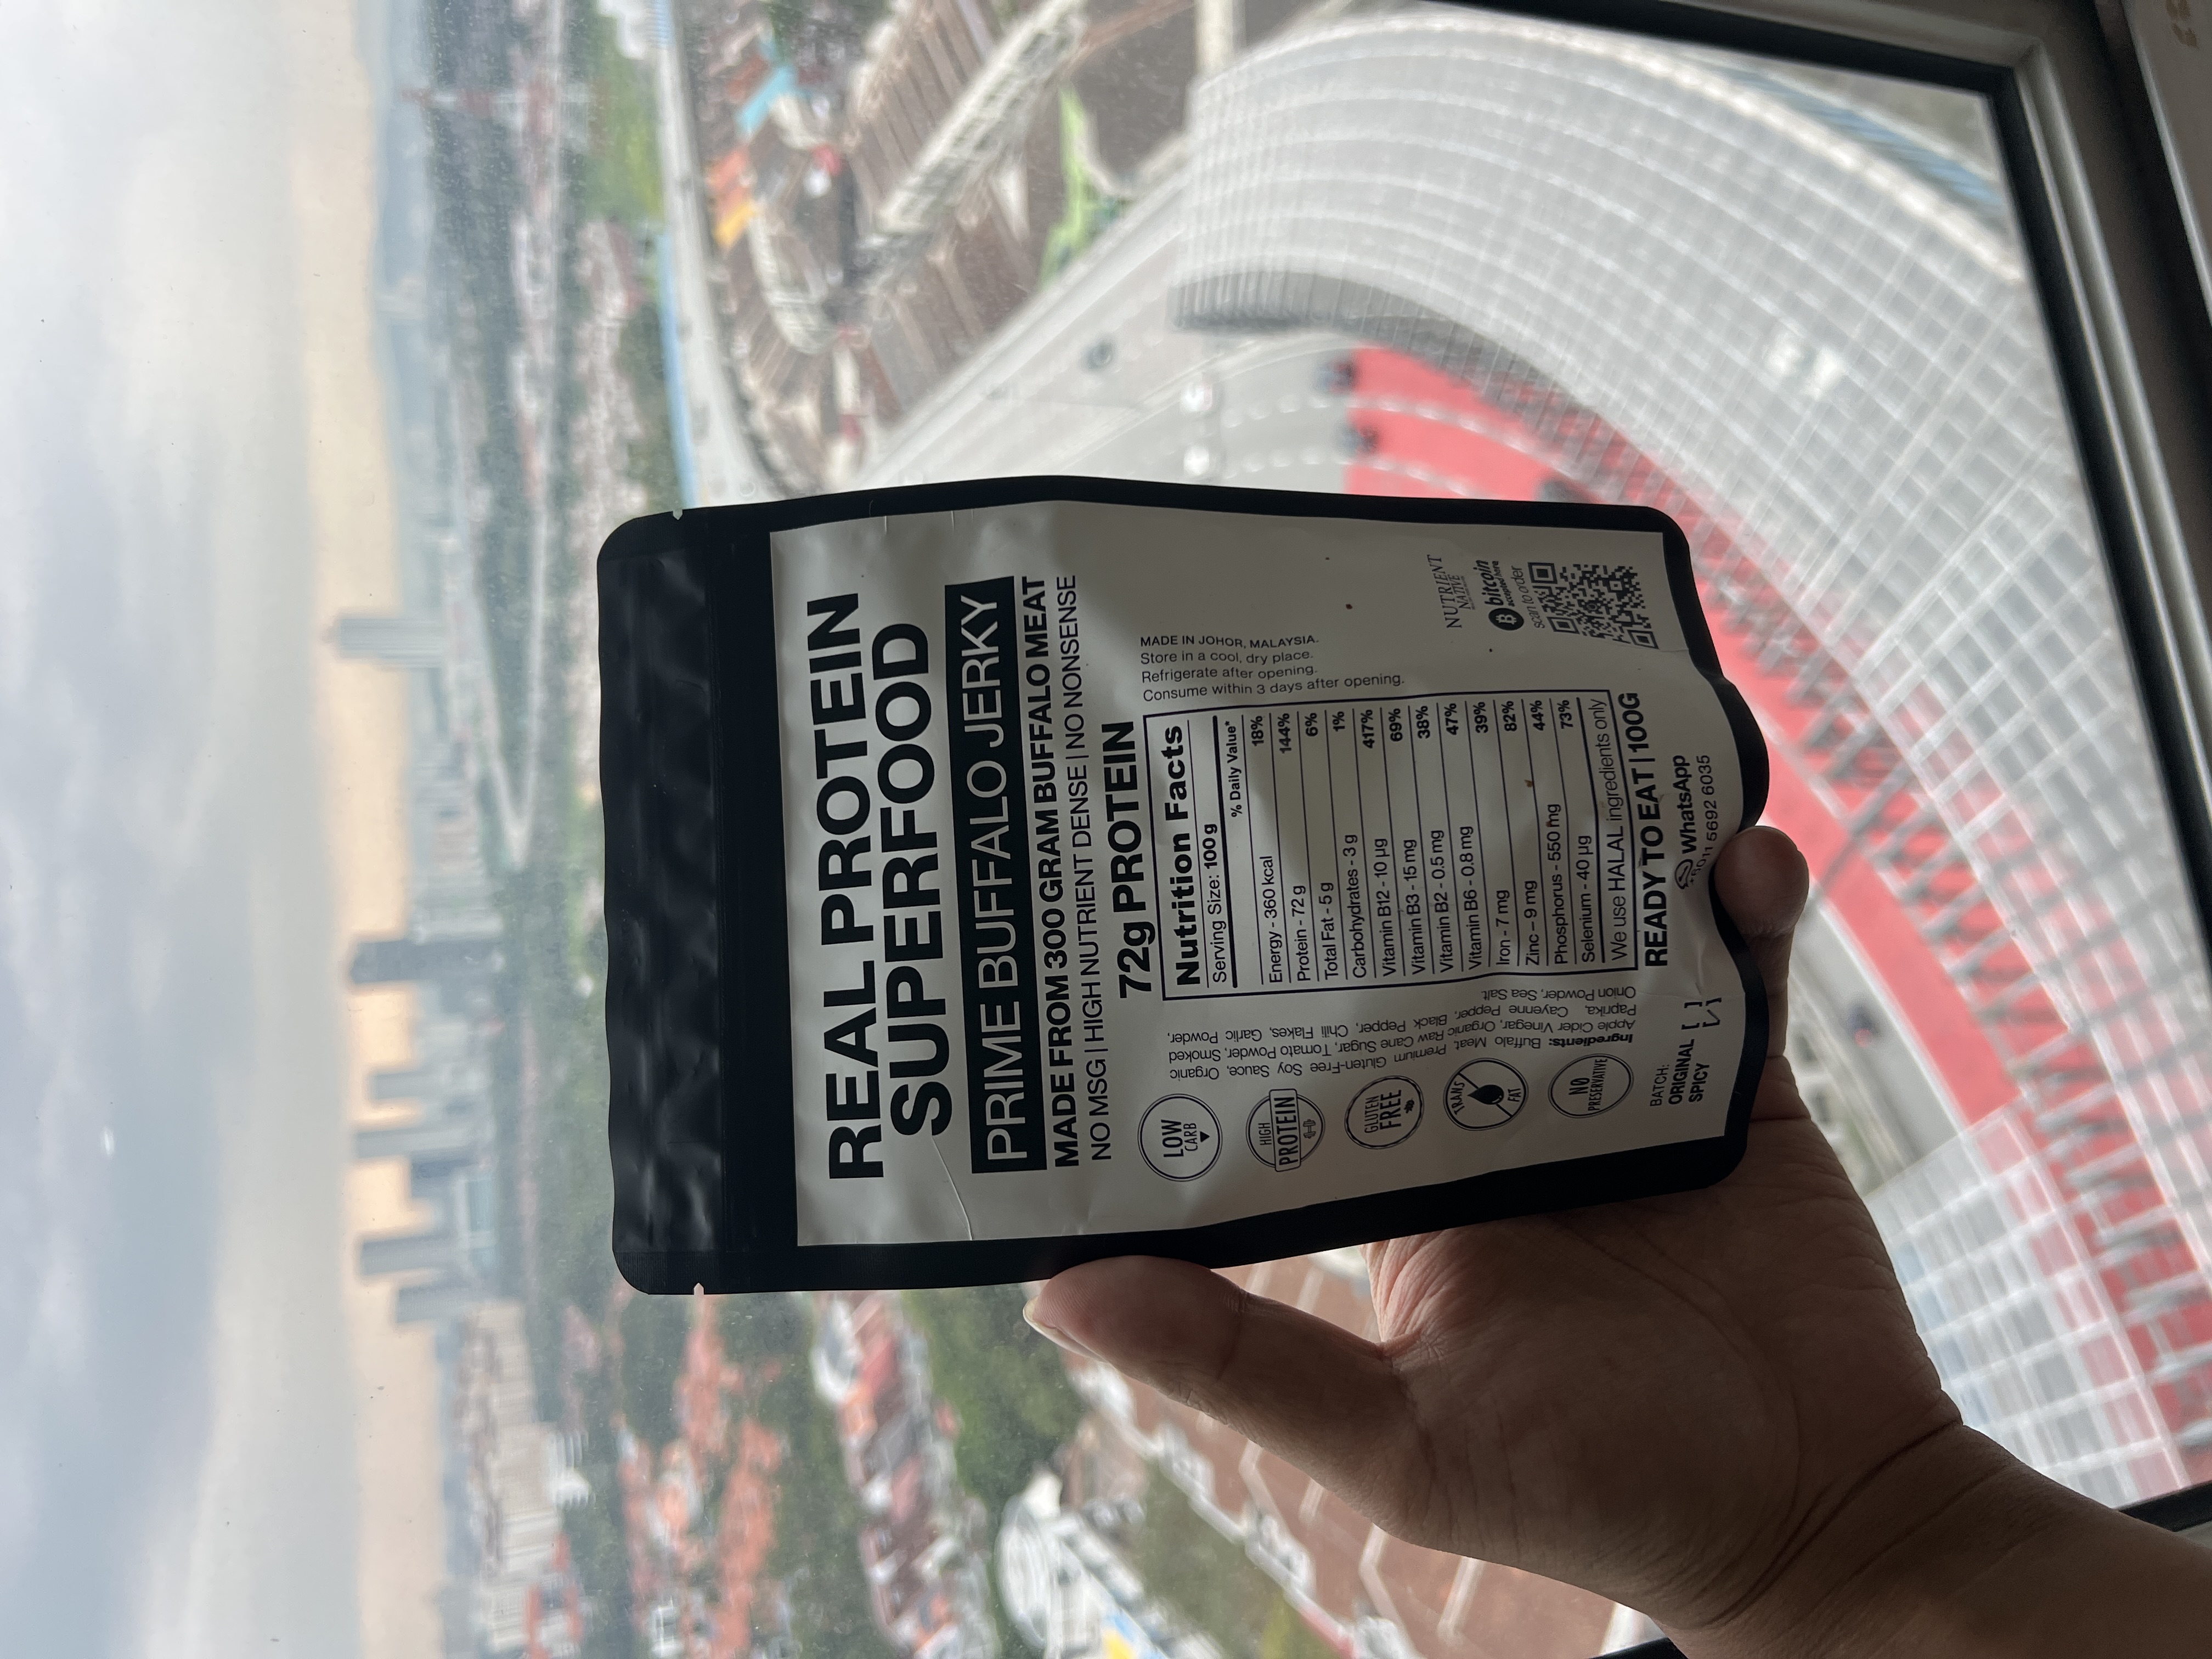 REAL PROTEIN
SUPERFOOD
PRIME BUFFALO JERKY
MADE FROM 300 GRAM BUFFALO MEAT
NO MSG | HIGH NUTRIENT DENSE | NO NONSENSE
72g PROTEIN
LOW
CARB
HIGH
PROTEIN
GLUTEN
FREE
TRANS
FAT
NO
PRESERVATIVE
Ingredients: Buffalo Meat, Premium Gluten-Free Soy Sauce, Organic
Apple Cider Vinegar, Organic Raw Cane Sugar, Tomato Powder, Smoked
Paprika, Cayenne Pepper, Black Pepper, Chilli Flakes, Garlic Powder,
Onion Powder, Sea Salt
Nutrition Facts
Serving Size: 100 g
% Daily Value*
Energy - 360 kcal 18%
Protein - 72 g 144%
Total Fat - 5 g 6%
Carbohydrates - 3 g 1%
Vitamin B12 - 10 µg 417%
Vitamin B3 - 15 mg 69%
Vitamin B2 - 0.5 mg 38%
Vitamin B6 - 0.8 mg 47%
Iron - 7 mg 39%
Zinc - 9 mg 82%
Phosphorus - 550 mg 44%
Selenium - 40 µg 73%
We use HALAL ingredients only
MADE IN JOHOR, MALAYSIA.
Store in a cool, dry place.
Refrigerate after opening.
Consume within 3 days after opening.
NUTRIENT
NATIVE
bitcoin
accepted here
scan to order
BATCH:
ORIGINAL [ ]
SPICY [/]
READY TO EAT | 100G
WhatsApp
+6011 5692 6035